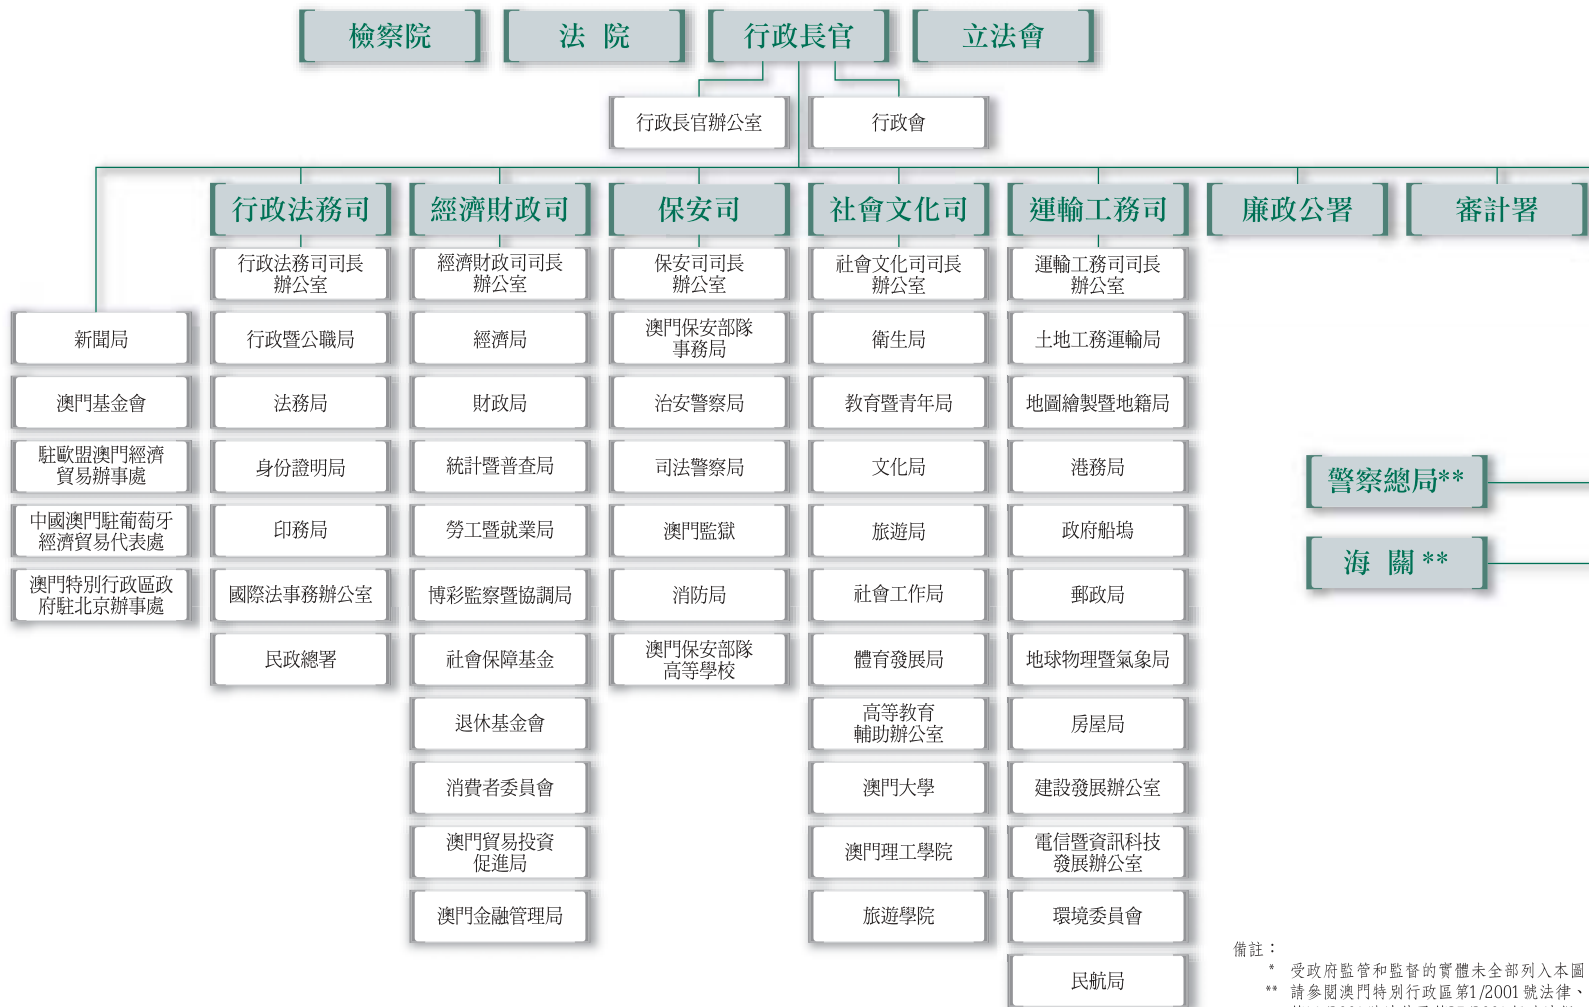 檢察院
法 院
行政長官
立法會
行政長官辦公室
行政會
行政法務司
經濟財政司
保安司
社會文化司
運輸工務司
廉政公署
審計署
新聞局
澳門基金會
駐歐盟澳門經濟
貿易辦事處
中國澳門駐葡萄牙
經濟貿易代表處
澳門特別行政區政
府駐北京辦事處
行政法務司司長
辦公室
行政暨公職局
法務局
身份證明局
印務局
國際法事務辦公室
民政總署
經濟財政司司長
辦公室
經濟局
財政局
統計暨普查局
勞工暨就業局
博彩監察暨協調局
社會保障基金
退休基金會
消費者委員會
澳門貿易投資
促進局
澳門金融管理局
保安司司長
辦公室
澳門保安部隊
事務局
治安警察局
司法警察局
澳門監獄
消防局
澳門保安部隊
高等學校
社會文化司司長
辦公室
衛生局
教育暨青年局
文化局
旅遊局
社會工作局
體育發展局
高等教育
輔助辦公室
澳門大學
澳門理工學院
旅遊學院
運輸工務司司長
辦公室
土地工務運輸局
地圖繪製暨地籍局
港務局
政府船塢
郵政局
地球物理暨氣象局
房屋局
建設發展辦公室
電信暨資訊科技
發展辦公室
環境委員會
民航局
警察總局**
海 關**
備註：
* 受政府監管和監督的實體未全部列入本圖
** 請參閱澳門特別行政區第1/2001號法律、